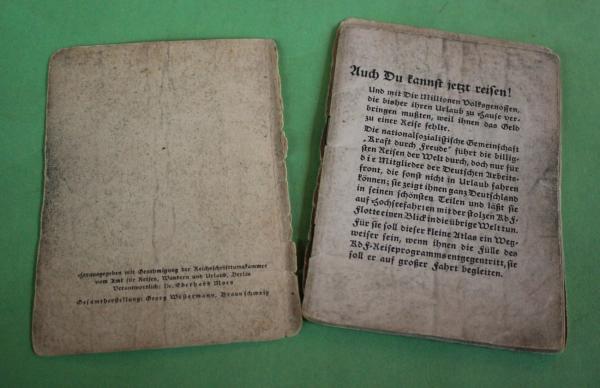 Herausgegeben mit Genehmigung der Reichsschrifttumskammer
vom Amt für Reisen, Wandern und Urlaub, Berlin
Verantwortlich: Dr. Eberhard Moes
Gesamtherstellung: Georg Westermann, Braunschweig
Auch Du kannst jetzt reisen!
Und mit Dir Millionen Volksgenossen,
die bisher ihren Urlaub zu Hause ver-
bringen mußten, weil ihnen das Geld
zu einer Reise fehlte.
Die nationalsozialistische Gemeinschaft
„Kraft durch Freude" führt die billig-
sten Reisen der Welt durch, doch nur für
die Mitglieder der Deutschen Arbeits-
front, die sonst nicht in Urlaub fahren
können; sie zeigt ihnen ganz Deutschland
in seinen schönsten Teilen und läßt sie
auf Hochseefahrten mit der stolzen KdF-
Flotte einen Blick in die übrige Welt tun.
Für sie soll dieser kleine Atlas ein Weg-
weiser sein, wenn ihnen die Fülle des
KdF-Reiseprogramms entgegentritt, sie
soll er auf großer Fahrt begleiten.